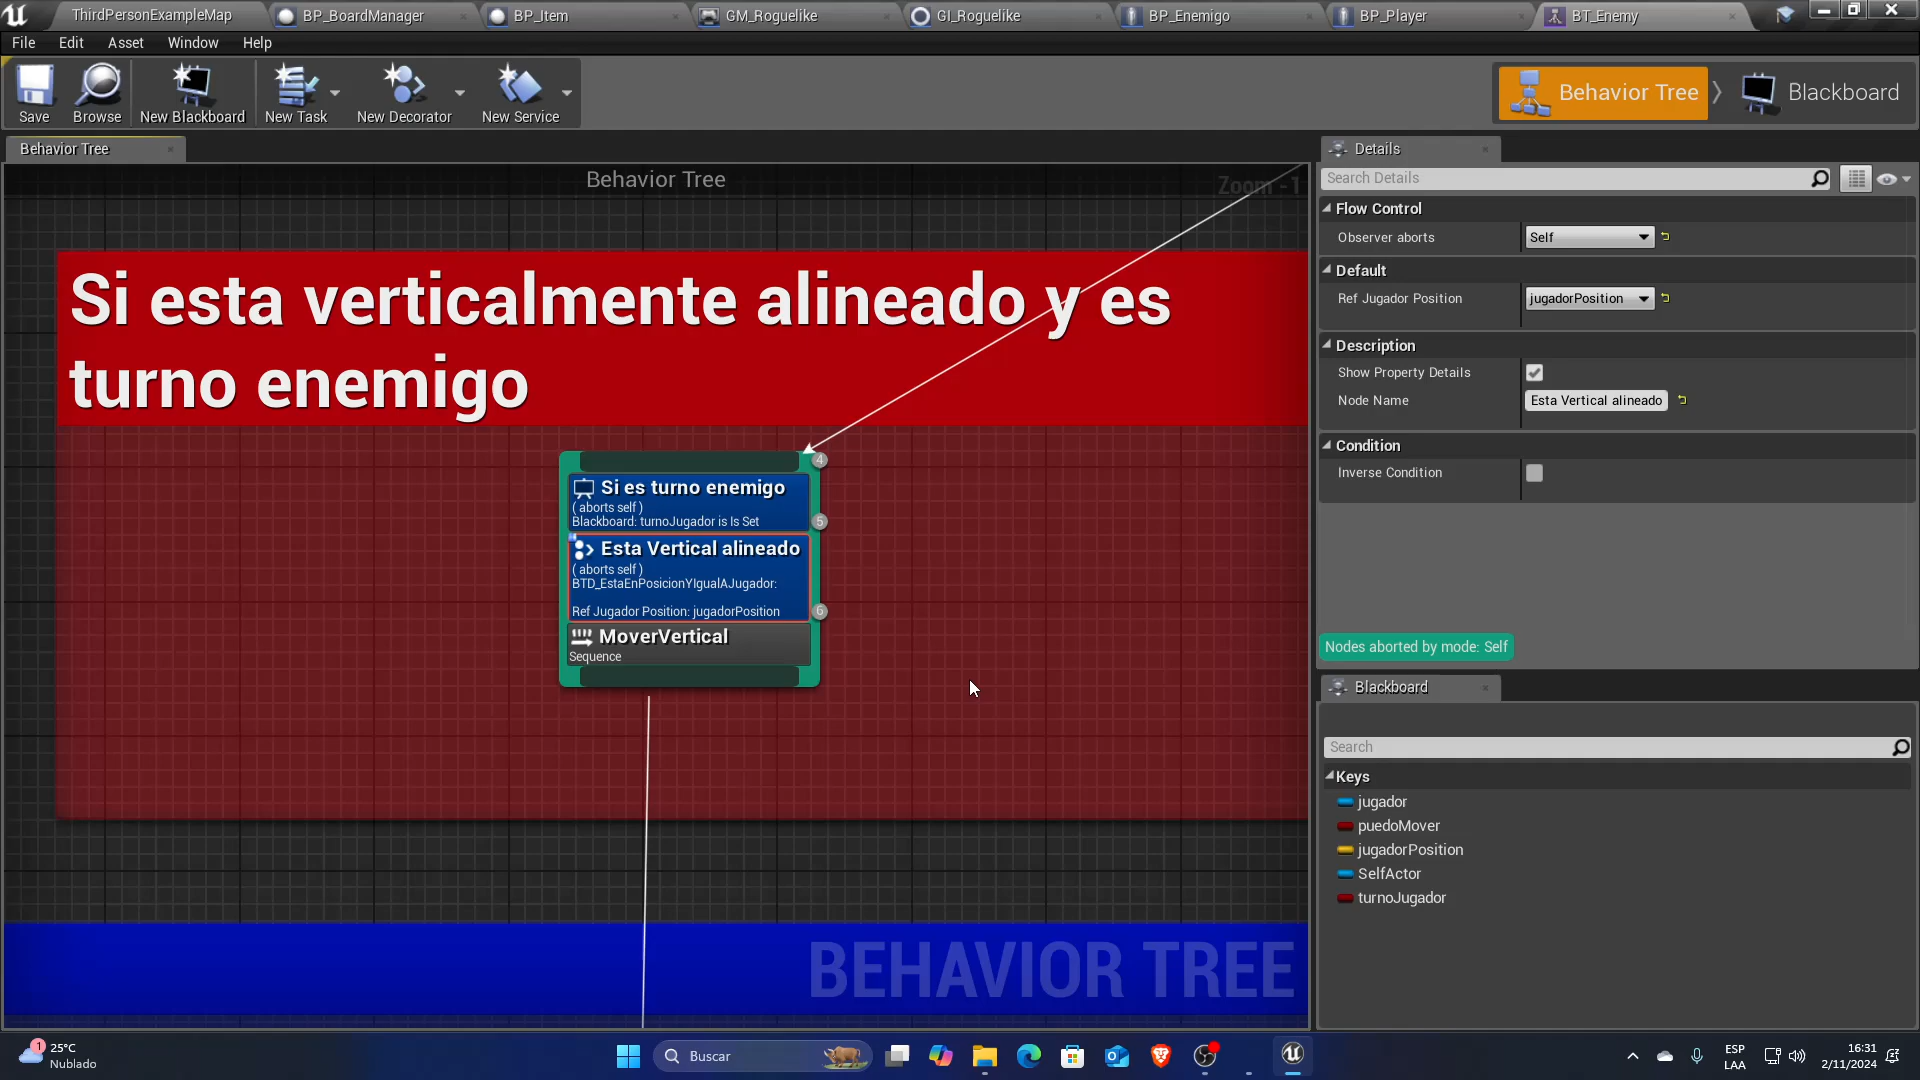 ThirdPersonExampleMap
BP_BoardManager
BP_Item
GM_Roguelike
GI_Roguelike
BP_Enemigo
BP_Player
BT_Enemy
File Edit Asset Window Help
Save
Browse
New Blackboard
New Task
New Decorator
New Service
Behavior Tree
Blackboard
Behavior Tree
Behavior Tree
Zoom -1
Si esta verticalmente alineado y es
turno enemigo
4
Si es turno enemigo
( aborts self )
Blackboard: turnoJugador is Is Set
5
Esta Vertical alineado
( aborts self )
BTD_EstaEnPosicionYIgualAJugador:
Ref Jugador Position: jugadorPosition
6
MoverVertical
Sequence
BEHAVIOR TREE
Details
Search Details
Flow Control
Observer aborts Self
Default
Ref Jugador Position jugadorPosition
Description
Show Property Details
Node Name Esta Vertical alineado
Condition
Inverse Condition
Nodes aborted by mode: Self
Blackboard
Search
Keys
jugador
puedoMover
jugadorPosition
SelfActor
turnoJugador
1
25°C
Nublado
Buscar
ESP
LAA
16:31
2/11/2024